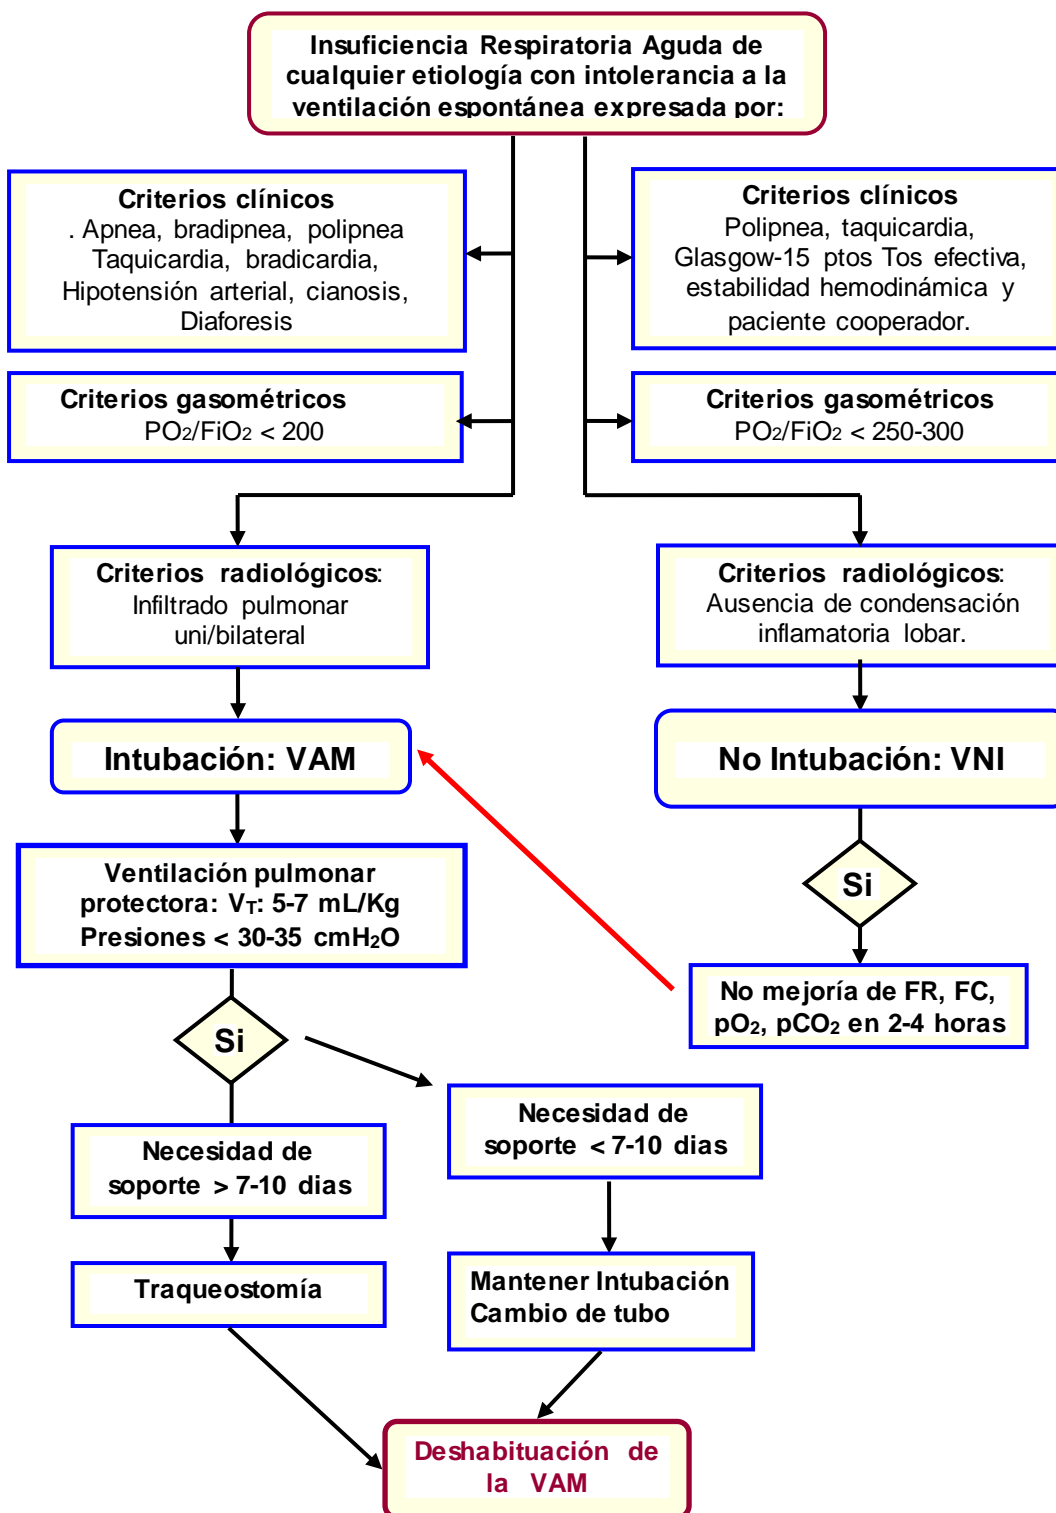 Insuficiencia Respiratoria Aguda de
cualquier etiología con intolerancia a la
ventilación espontánea expresada por:
Criterios clínicos
. Apnea, bradipnea, polipnea
Taquicardia, bradicardia,
Hipotensión arterial, cianosis,
Diaforesis
Criterios clínicos
Polipnea, taquicardia,
Glasgow-15 ptos Tos efectiva,
estabilidad hemodinámica y
paciente cooperador.
Criterios gasométricos
PO2/FiO2 < 200
Criterios gasométricos
PO2/FiO2 < 250-300
Criterios radiológicos:
Infiltrado pulmonar
uni/bilateral
Criterios radiológicos:
Ausencia de condensación
inflamatoria lobar.
Intubación: VAM
No Intubación: VNI
Ventilación pulmonar
protectora: VT: 5-7 mL/Kg
Presiones < 30-35 cmH2O
Si
Si
No mejoría de FR, FC,
pO2, pCO2 en 2-4 horas
Necesidad de
soporte > 7-10 dias
Necesidad de
soporte < 7-10 dias
Traqueostomía
Mantener Intubación
Cambio de tubo
Deshabituación de
la VAM